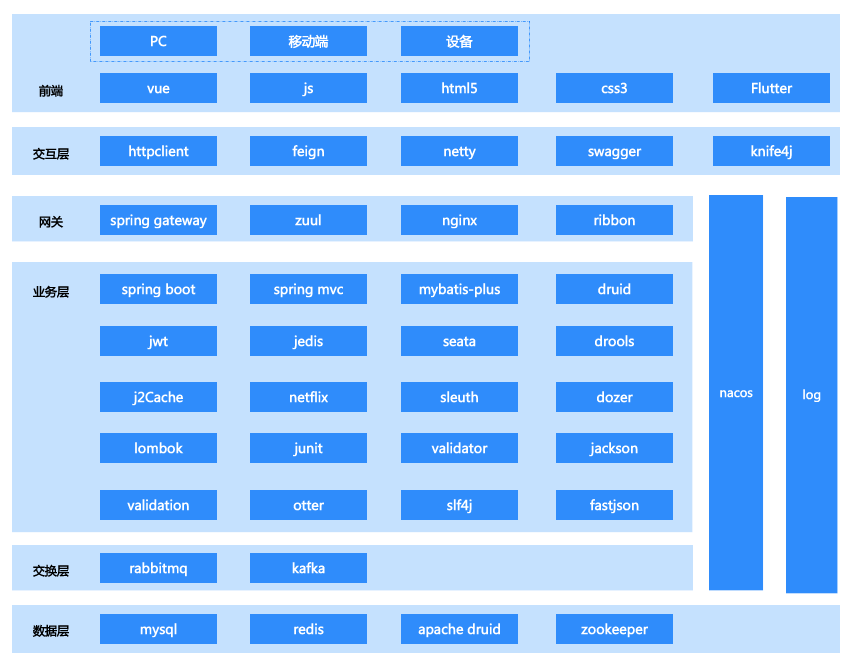 PC 移动端 设备
前端 vue js html5 css3 Flutter
交互层 httpclient feign netty swagger knife4j
网关 spring gateway zuul nginx ribbon
业务层 spring boot spring mvc mybatis-plus druid
jwt jedis seata drools
j2Cache netflix sleuth dozer
nacos log
lombok junit validator jackson
validation otter slf4j fastjson
交换层 rabbitmq kafka
数据层 mysql redis apache druid zookeeper